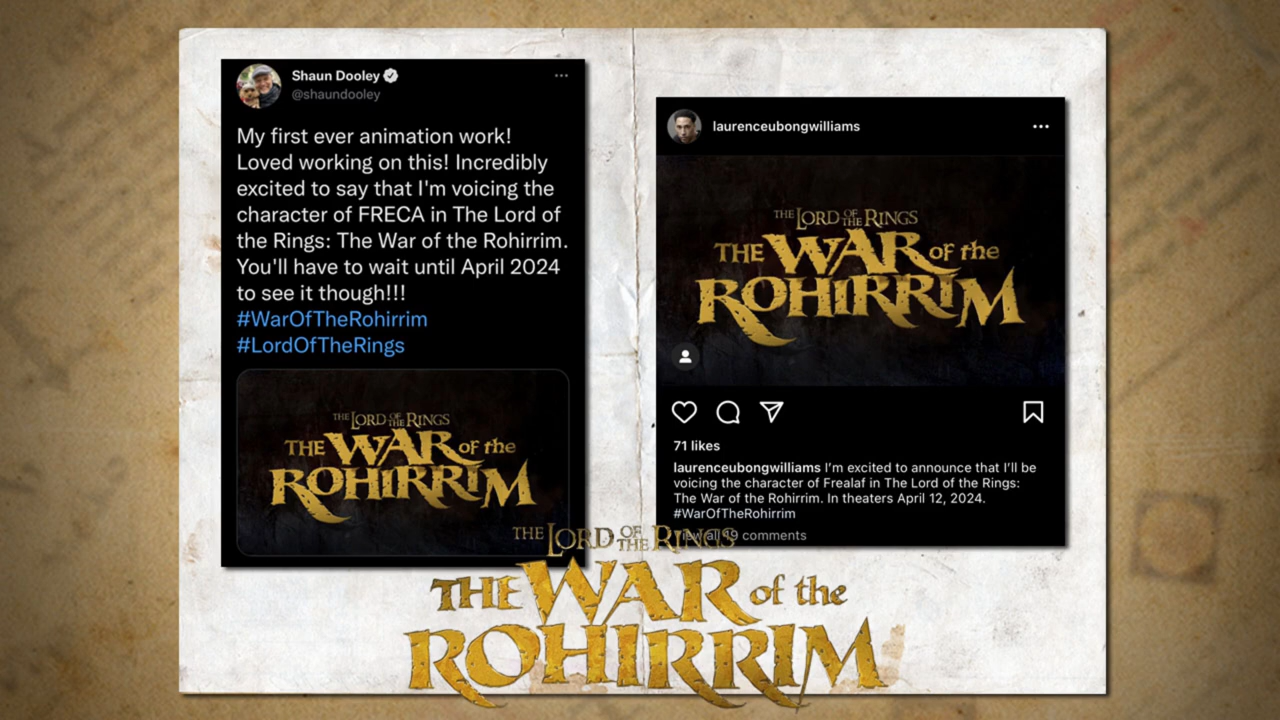 Shaun Dooley
@shaundooley
My first ever animation work!
Loved working on this! Incredibly
excited to say that I'm voicing the
character of FRECA in The Lord of
the Rings: The War of the Rohirrim.
You'll have to wait until April 2024
to see it though!!!
#WarOfTheRohirrim
#LordOfTheRings
THE LORD OF THE RINGS
THE WAR of the
ROHIRRIM
laurenceubongwilliams
THE LORD OF THE RINGS
THE WAR of the
ROHIRRIM
71 likes
laurenceubongwilliams I'm excited to announce that I'll be
voicing the character of Frealaf in The Lord of the Rings:
The War of the Rohirrim. In theaters April 12, 2024.
#WarOfTheRohirrim
View all 19 comments
THE LORD OF THE RINGS
THE WAR of the
ROHIRRIM